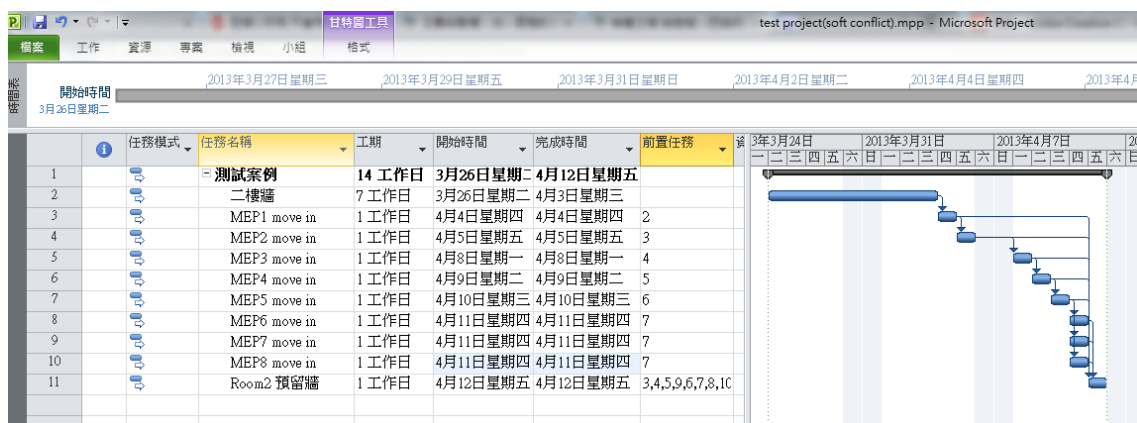 甘特圖工具
test project(soft conflict).mpp - Microsoft Project
檔案 工作 資源 專案 檢視 小組 格式
時間表
2013年3月27日星期三 2013年3月29日星期五 2013年3月31日星期日 2013年4月2日星期二 2013年4月4日星期四 2013年4月
開始時間
3月26日星期二
任務模式 任務名稱 工期 開始時間 完成時間 前置任務 資 3年3月24日 2013年3月31日 2013年4月7日 20
一 二 三 四 五 六 日 一 二 三 四 五 六 日 一 二 三 四 五 六 日
1 測試案例 14 工作日 3月26日星期二 4月12日星期五
2 二樓牆 7 工作日 3月26日星期二 4月3日星期三
3 MEP1 move in 1 工作日 4月4日星期四 4月4日星期四 2
4 MEP2 move in 1 工作日 4月5日星期五 4月5日星期五 3
5 MEP3 move in 1 工作日 4月8日星期一 4月8日星期一 4
6 MEP4 move in 1 工作日 4月9日星期二 4月9日星期二 5
7 MEP5 move in 1 工作日 4月10日星期三 4月10日星期三 6
8 MEP6 move in 1 工作日 4月11日星期四 4月11日星期四 7
9 MEP7 move in 1 工作日 4月11日星期四 4月11日星期四 7
10 MEP8 move in 1 工作日 4月11日星期四 4月11日星期四 7
11 Room2 預留牆 1 工作日 4月12日星期五 4月12日星期五 3,4,5,9,6,7,8,10